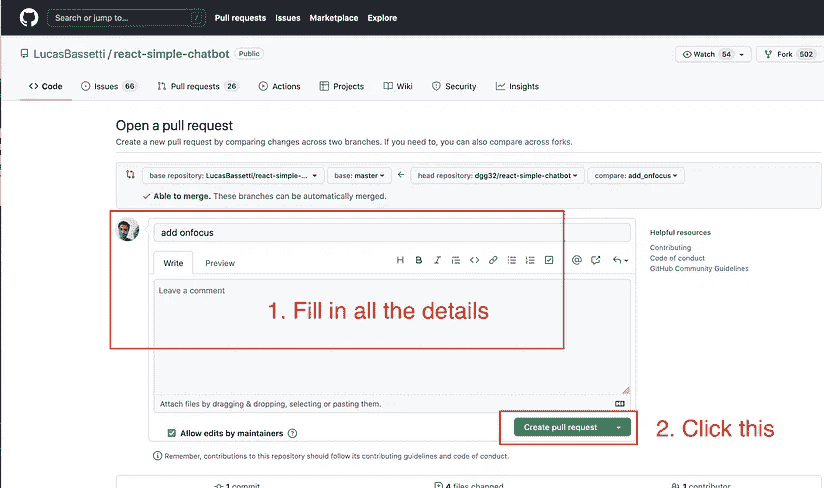 Search or jump to... /
Pull requests Issues Marketplace Explore
LucasBassetti / react-simple-chatbot Public
Watch 54
Fork 502
Code Issues 66 Pull requests 26 Actions Projects Wiki Security Insights
Open a pull request
Create a new pull request by comparing changes across two branches. If you need to, you can also compare across forks.
base repository: LucasBassetti/react-simple-... base: master head repository: dgg32/react-simple-chatbot compare: add_onfocus
Able to merge. These branches can be automatically merged.
add onfocus
Write Preview
Leave a comment
1. Fill in all the details
Attach files by dragging & dropping, selecting or pasting them.
Allow edits by maintainers
Create pull request
2. Click this
Remember, contributions to this repository should follow its contributing guidelines and code of conduct.
Helpful resources
Contributing
Code of conduct
GitHub Community Guidelines
1 commit 4 files changed 1 contributor